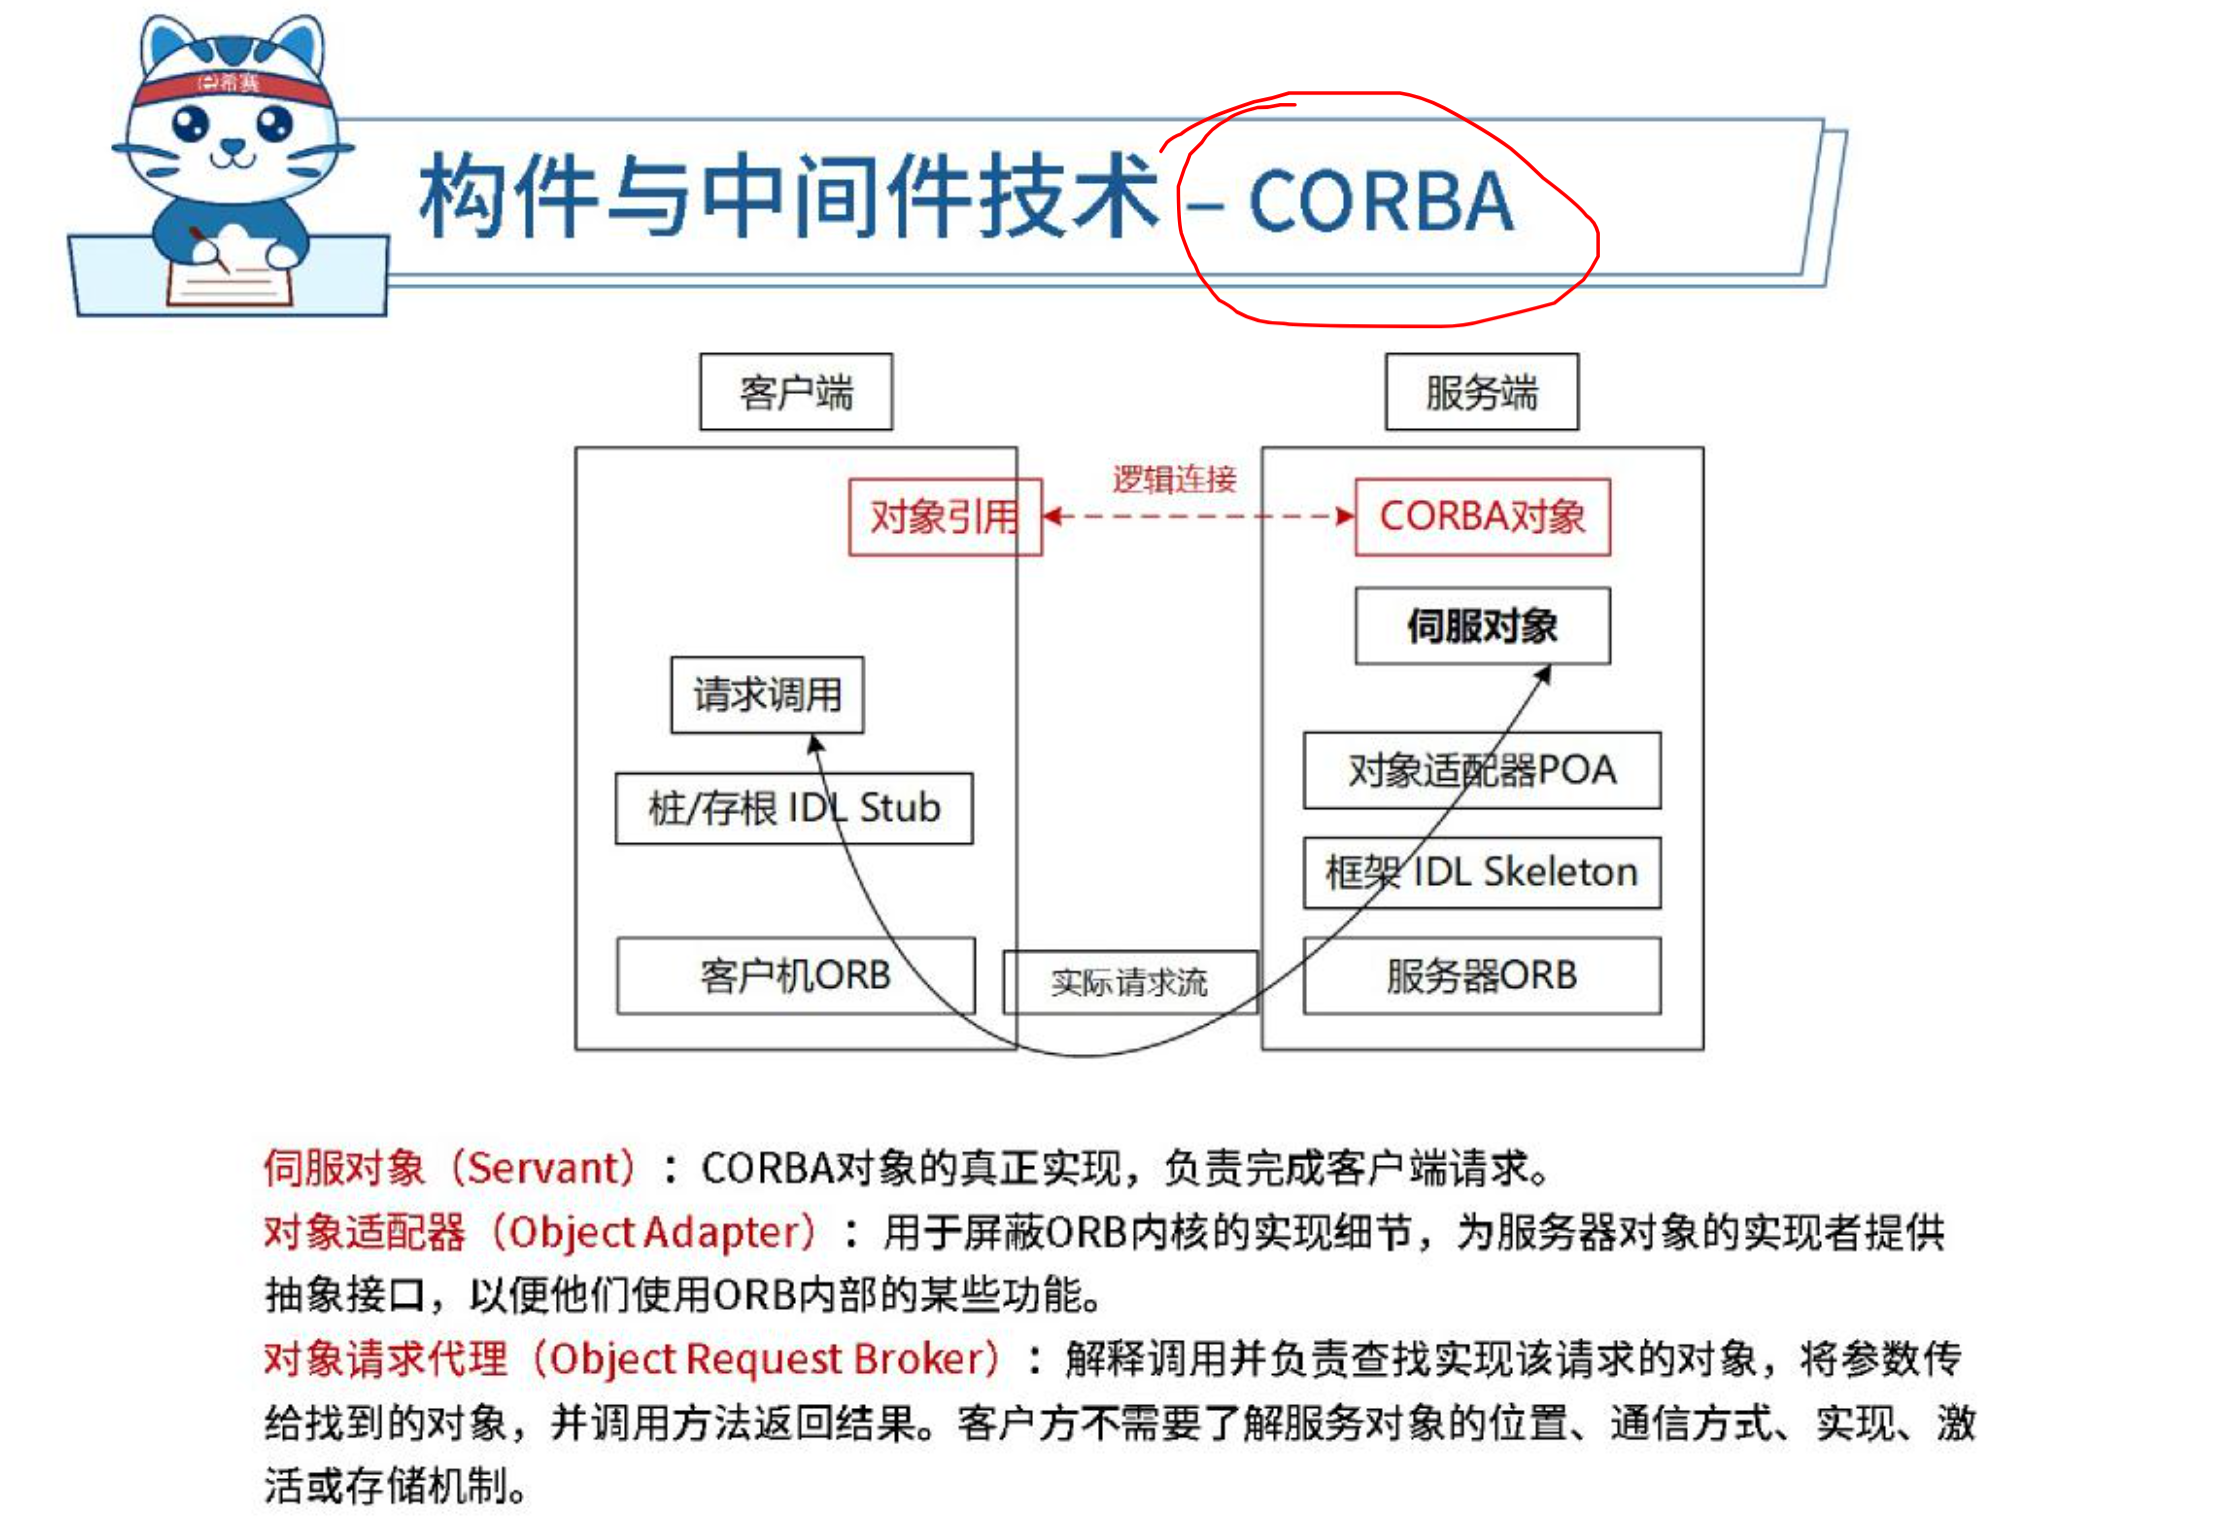 希赛
构件与中间件技术 – CORBA
客户端
服务端
逻辑连接
对象引用
CORBA对象
伺服对象
请求调用
对象适配器POA
桩/存根 IDL Stub
框架 IDL Skeleton
客户机ORB
实际请求流
服务器ORB
伺服对象（Servant）：CORBA对象的真正实现，负责完成客户端请求。
对象适配器（Object Adapter）：用于屏蔽ORB内核的实现细节，为服务器对象的实现者提供
抽象接口，以便他们使用ORB内部的某些功能。
对象请求代理（Object Request Broker）：解释调用并负责查找实现该请求的对象，将参数传
给找到的对象，并调用方法返回结果。客户方不需要了解服务对象的位置、通信方式、实现、激
活或存储机制。